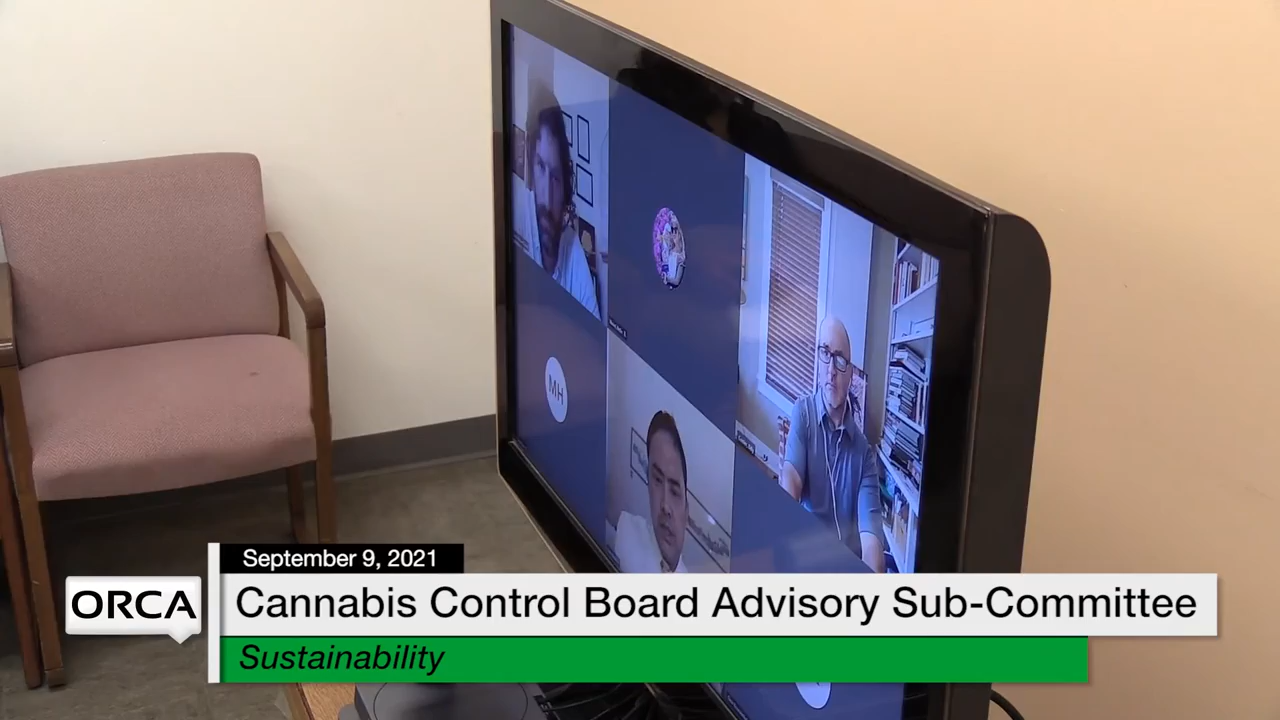 MH
September 9, 2021
ORCA
Cannabis Control Board Advisory Sub-Committee
Sustainability